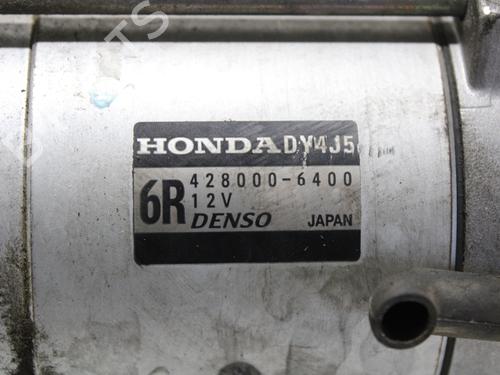 HONDA DY4J5
6R 428000-6400
12V
DENSO JAPAN